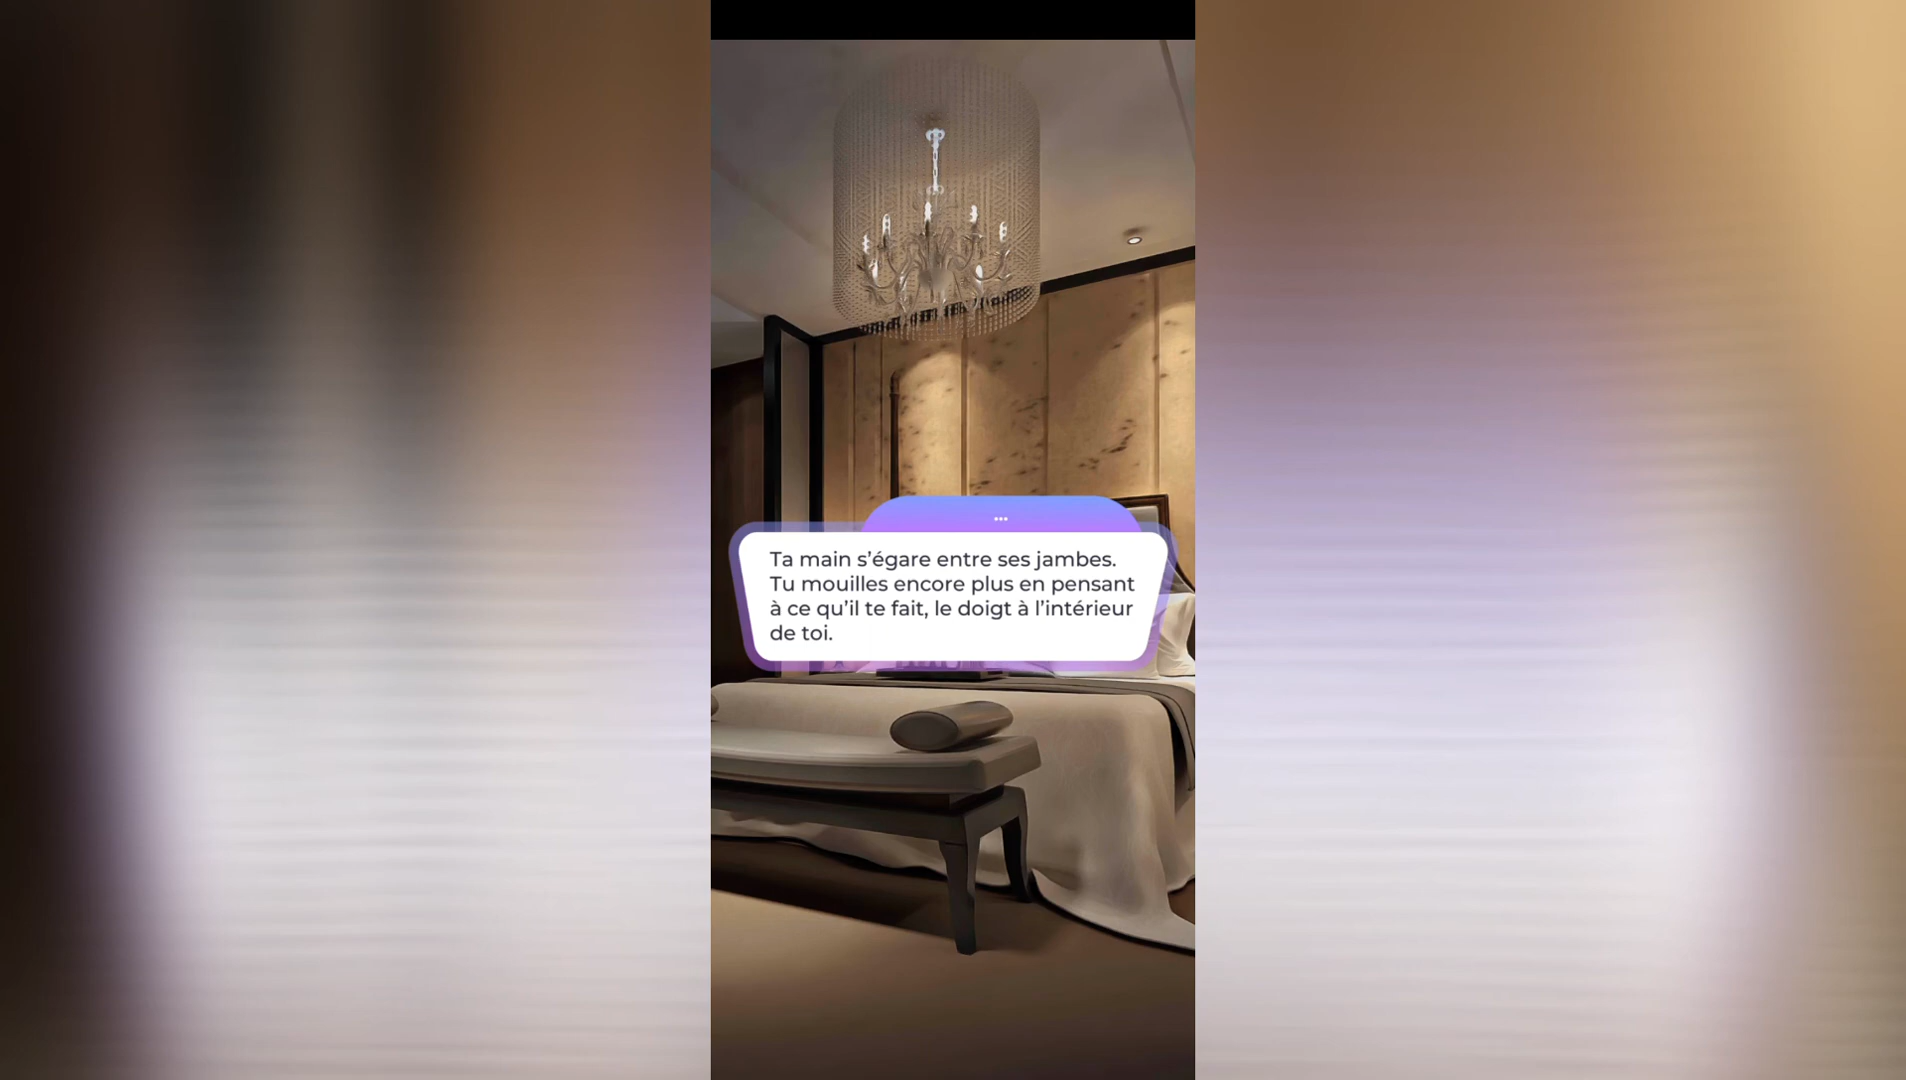 ...
Ta main s’égare entre ses jambes.
Tu mouilles encore plus en pensant
à ce qu’il te fait, le doigt à l’intérieur
de toi.